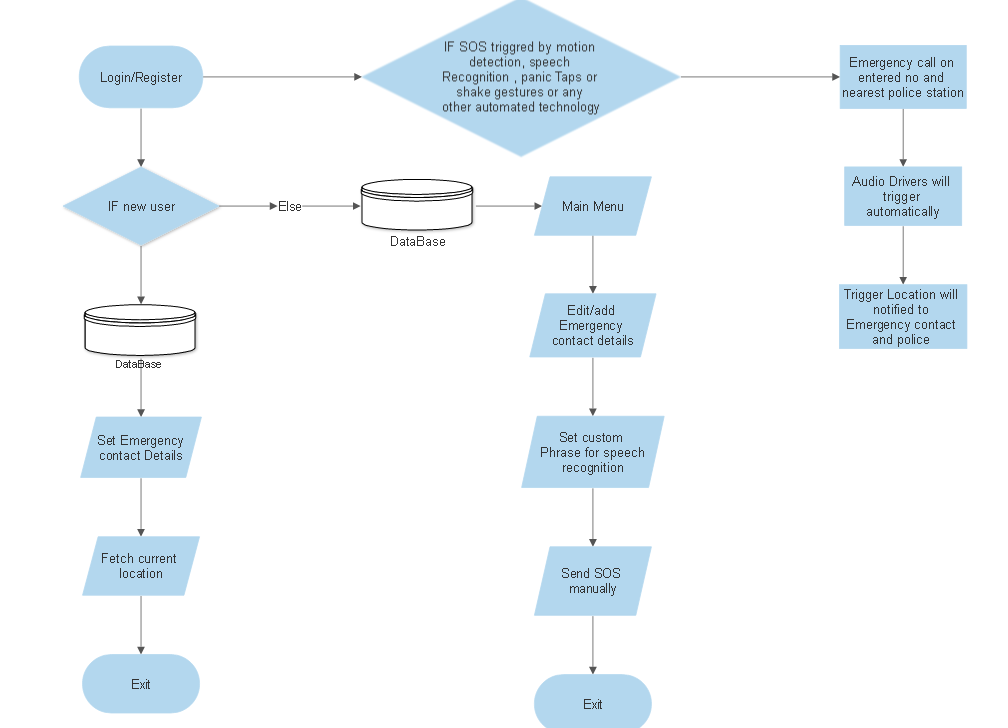 Login/Register
IF SOS triggred by motion
detection, speech
Recognition , panic Taps or
shake gestures or any
other automated technology
Emergency call on
entered no and
nearest police station
Audio Drivers will
trigger
automatically
Trigger Location will
notified to
Emergency contact
and police
IF new user
Else
DataBase
Main Menu
Edit/add
Emergency
contact details
Set custom
Phrase for speech
recognition
Send SOS
manually
Exit
DataBase
Set Emergency
contact Details
Fetch current
location
Exit